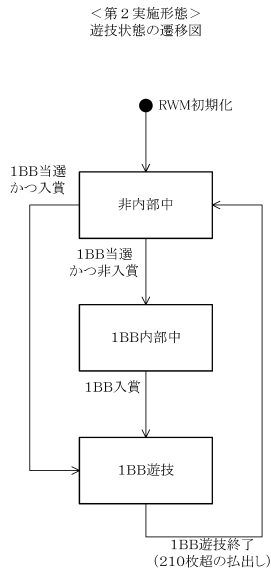 ＜第２実施形態＞
遊技状態の遷移図
RWM初期化
1BB当選
かつ入賞
非内部中
1BB当選
かつ非入賞
1BB内部中
1BB入賞
1BB遊技
1BB遊技終了
(210枚超の払出し)